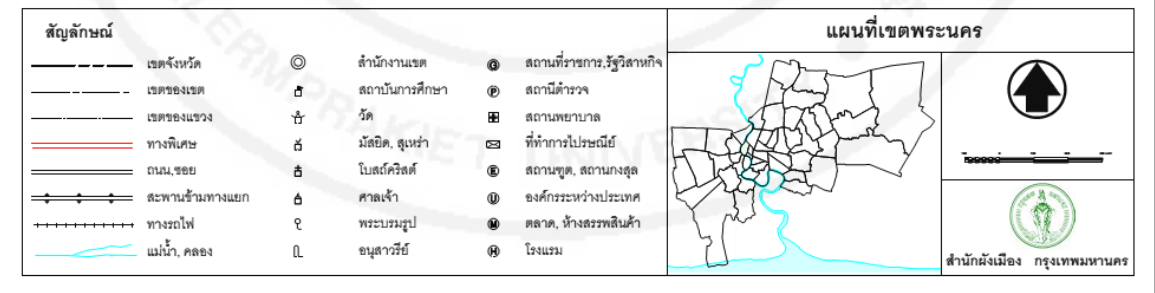 สัญลักษณ์
เขตจังหวัด
เขตของเขต
เขตของแขวง
ทางพิเศษ
ถนน,ซอย
สะพานข้ามทางแยก
ทางรถไฟ
แม่น้ำ, คลอง
สำนักงานเขต
สถาบันการศึกษา
วัด
มัสยิด, สุเหร่า
โบสถ์คริสต์
ศาลเจ้า
พระบรมรูป
อนุสาวรีย์
G สถานที่ราชการ,รัฐวิสาหกิจ
P สถานีตำรวจ
สถานพยาบาล
ที่ทำการไปรษณีย์
E สถานฑูต, สถานกงสุล
U องค์กรระหว่างประเทศ
M ตลาด, ห้างสรรพสินค้า
H โรงแรม
แผนที่เขตพระนคร
สำนักผังเมือง กรุงเทพมหานคร